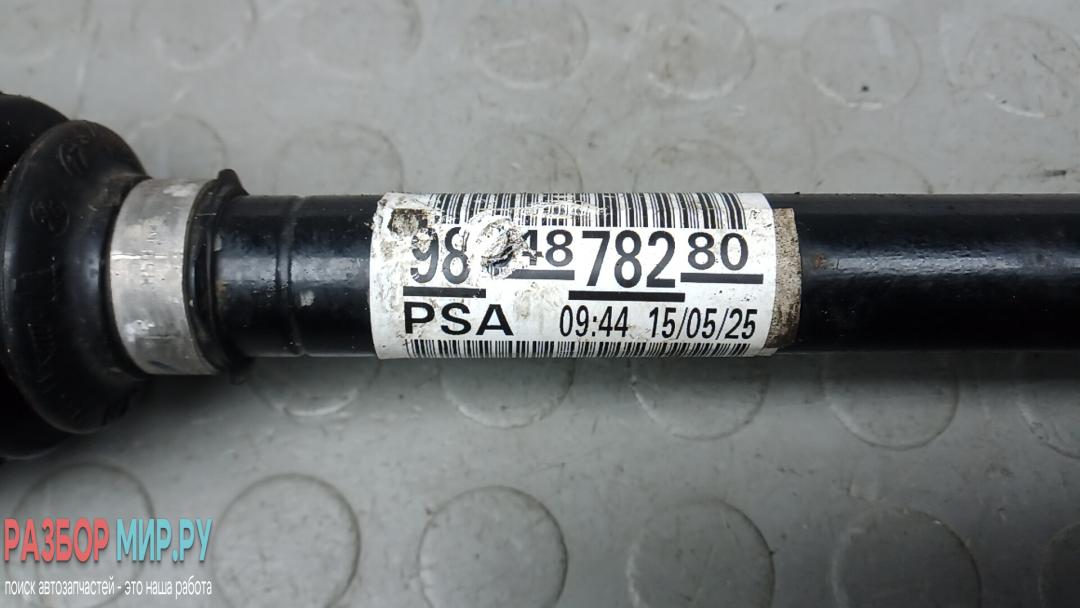 98 48 782 80
PSA 09:44 15/05/25
РАЗБОР МИР.РУ
поиск автозапчастей - это наша работа